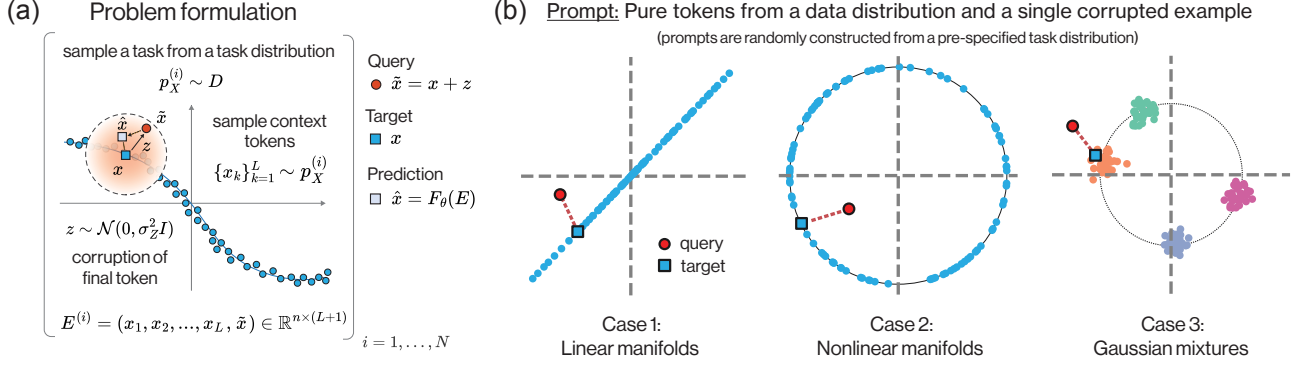 (a)
Problem formulation
sample a task from a task distribution
p_X^{(i)} ∼ D
x̂
x̃
z
x
sample context
tokens
{x_k}_{k=1}^L ∼ p_X^{(i)}
z ∼ 𝒩(0, σ_Z^2 I)
corruption of
final token
E^{(i)} = (x_1, x_2, ..., x_L, x̃) ∈ ℝ^{n×(L+1)}
i = 1, . . . , N
Query
x̃ = x + z
Target
x
Prediction
x̂ = F_θ(E)
(b)
Prompt: Pure tokens from a data distribution and a single corrupted example
(prompts are randomly constructed from a pre-specified task distribution)
query
target
Case 1:
Linear manifolds
Case 2:
Nonlinear manifolds
Case 3:
Gaussian mixtures